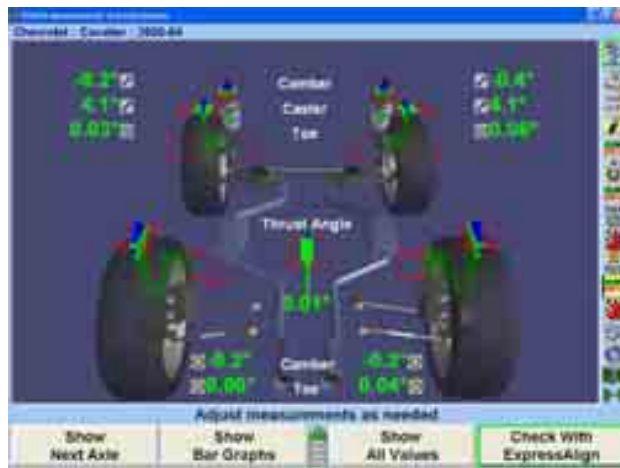 Chevrolet : Cavalier : 2000-04
-0.2° Camber -0.4°
4.1° Caster 4.1°
0.03° Toe 0.06°
Thrust Angle
0.01°
-0.3° Camber -0.2°
0.00° Toe 0.04°
Adjust measurements as needed
Show Show Show Check With
Next Axle Bar Graphs All Values ExpressAlign